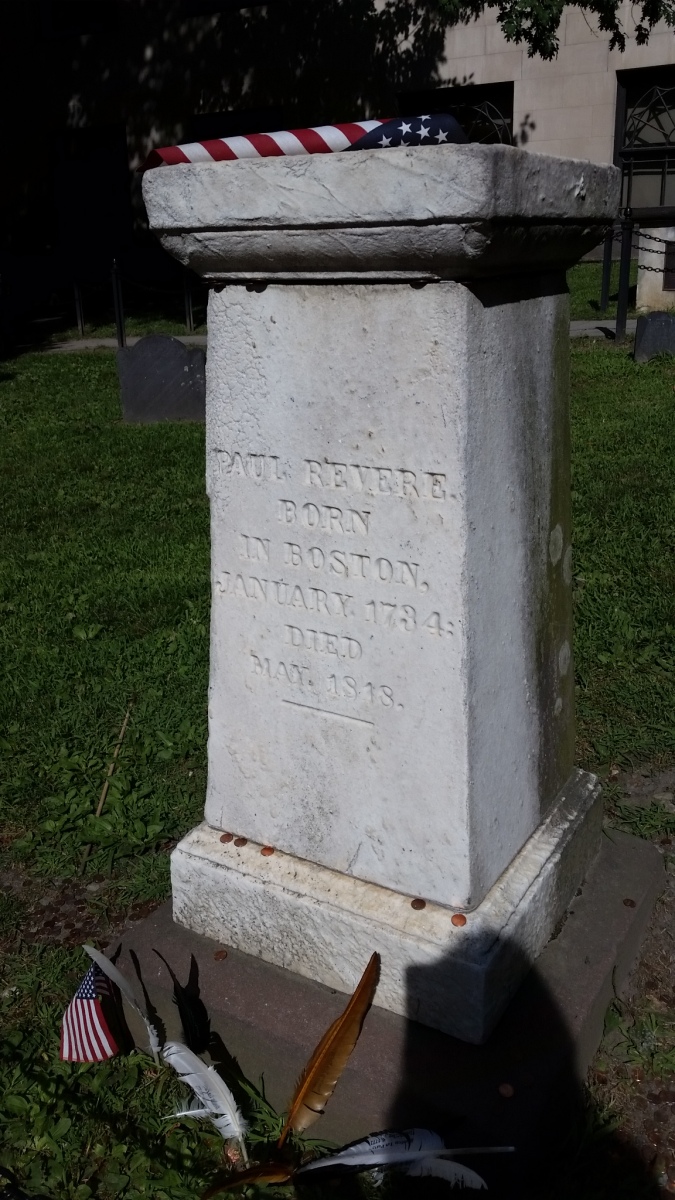 PAUL REVERE.
BORN
IN BOSTON,
JANUARY, 1734:
DIED
MAY, 1818.